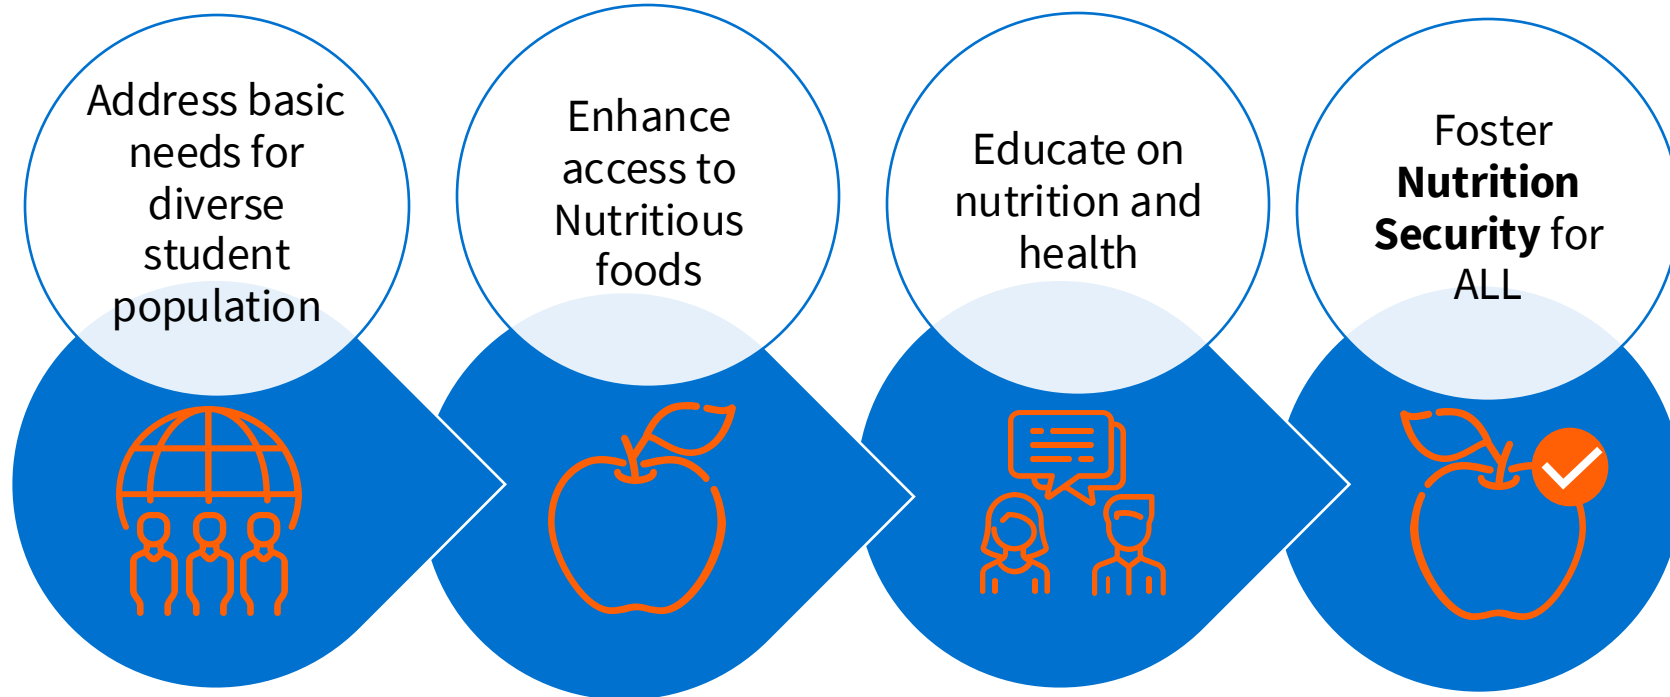 Address basic
needs for
diverse
student
population
Enhance
access to
Nutritious
foods
Educate on
nutrition and
health
Foster
Nutrition
Security for
ALL